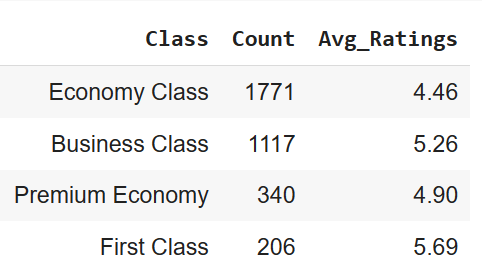 Class Count Avg_Ratings
Economy Class 1771 4.46
Business Class 1117 5.26
Premium Economy 340 4.90
First Class 206 5.69